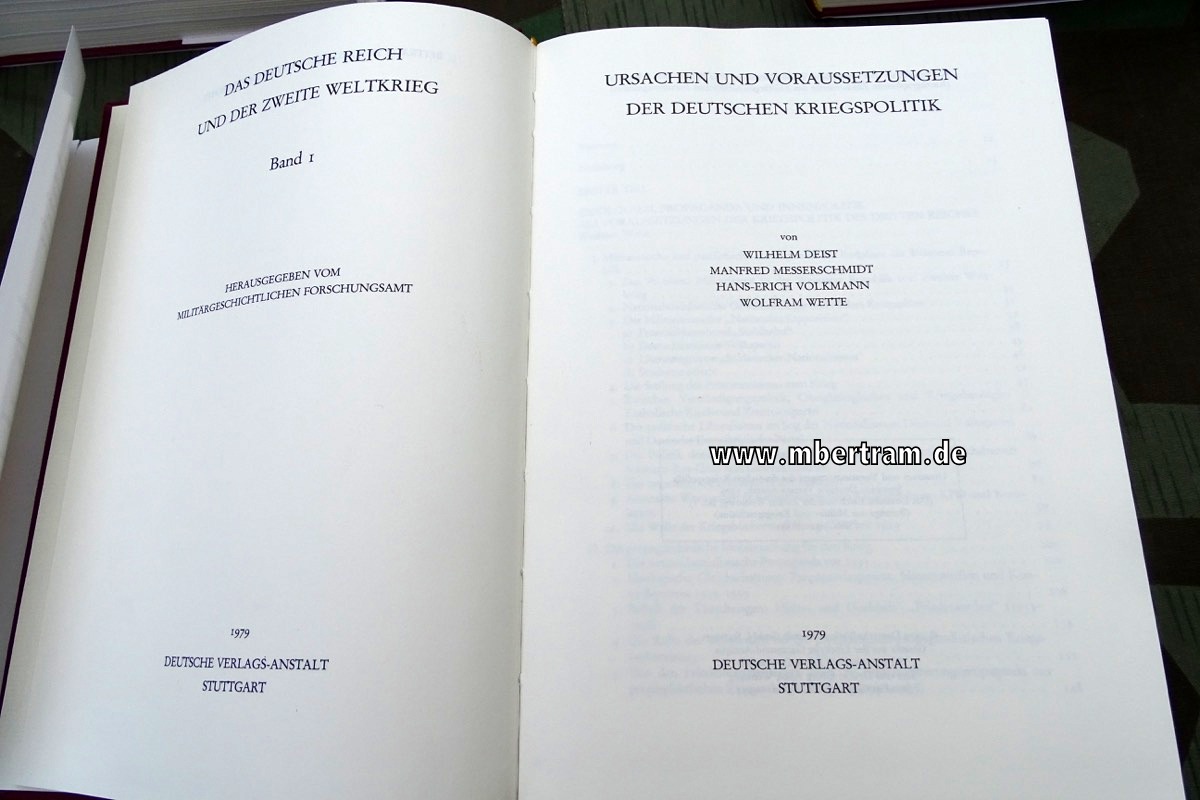 DAS DEUTSCHE REICH
UND DER ZWEITE WELTKRIEG
Band 1
HERAUSGEGEBEN VOM
MILITÄRGESCHICHTLICHEN FORSCHUNGSAMT
1979
DEUTSCHE VERLAGS-ANSTALT
STUTTGART
URSACHEN UND VORAUSSETZUNGEN
DER DEUTSCHEN KRIEGSPOLITIK
von
WILHELM DEIST
MANFRED MESSERSCHMIDT
HANS-ERICH VOLKMANN
WOLFRAM WETTE
www.mbertram.de
1979
DEUTSCHE VERLAGS-ANSTALT
STUTTGART